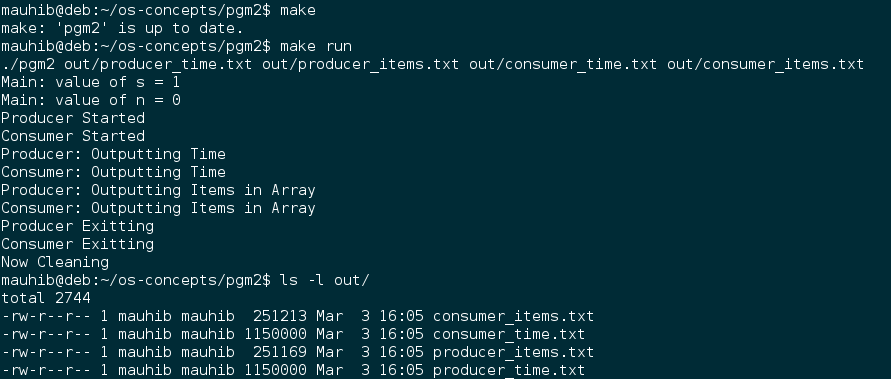 mauhib@deb:~/os-concepts/pgm2$ make
make: 'pgm2' is up to date.
mauhib@deb:~/os-concepts/pgm2$ make run
./pgm2 out/producer_time.txt out/producer_items.txt out/consumer_time.txt out/consumer_items.txt
Main: value of s = 1
Main: value of n = 0
Producer Started
Consumer Started
Producer: Outputting Time
Consumer: Outputting Time
Producer: Outputting Items in Array
Consumer: Outputting Items in Array
Producer Exitting
Consumer Exitting
Now Cleaning
mauhib@deb:~/os-concepts/pgm2$ ls -l out/
total 2744
-rw-r--r-- 1 mauhib mauhib  251213 Mar  3 16:05 consumer_items.txt
-rw-r--r-- 1 mauhib mauhib 1150000 Mar  3 16:05 consumer_time.txt
-rw-r--r-- 1 mauhib mauhib  251169 Mar  3 16:05 producer_items.txt
-rw-r--r-- 1 mauhib mauhib 1150000 Mar  3 16:05 producer_time.txt